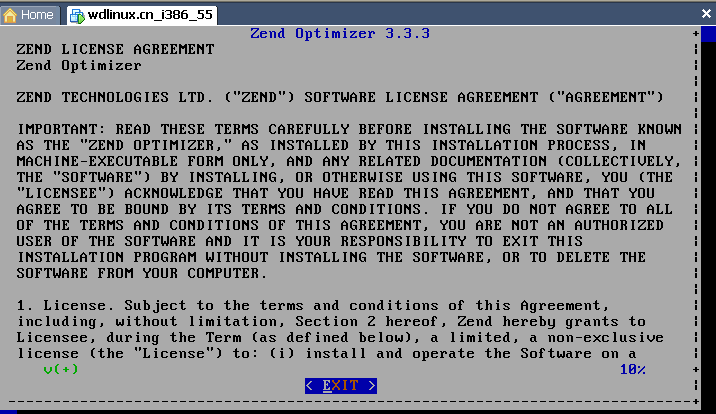 Home
wdlinux.cn_i386_55
Zend Optimizer 3.3.3
ZEND LICENSE AGREEMENT
Zend Optimizer
ZEND TECHNOLOGIES LTD. ("ZEND") SOFTWARE LICENSE AGREEMENT ("AGREEMENT")
IMPORTANT: READ THESE TERMS CAREFULLY BEFORE INSTALLING THE SOFTWARE KNOWN
AS THE "ZEND OPTIMIZER," AS INSTALLED BY THIS INSTALLATION PROCESS, IN
MACHINE-EXECUTABLE FORM ONLY, AND ANY RELATED DOCUMENTATION (COLLECTIVELY,
THE "SOFTWARE") BY INSTALLING, OR OTHERWISE USING THIS SOFTWARE, YOU (THE
"LICENSEE") ACKNOWLEDGE THAT YOU HAVE READ THIS AGREEMENT, AND THAT YOU
AGREE TO BE BOUND BY ITS TERMS AND CONDITIONS. IF YOU DO NOT AGREE TO ALL
OF THE TERMS AND CONDITIONS OF THIS AGREEMENT, YOU ARE NOT AN AUTHORIZED
USER OF THE SOFTWARE AND IT IS YOUR RESPONSIBILITY TO EXIT THIS
INSTALLATION PROGRAM WITHOUT INSTALLING THE SOFTWARE, OR TO DELETE THE
SOFTWARE FROM YOUR COMPUTER.
1. License. Subject to the terms and conditions of this Agreement,
including, without limitation, Section 2 hereof, Zend hereby grants to
Licensee, during the Term (as defined below), a limited, a non-exclusive
license (the "License") to: (i) install and operate the Software on a
v(+) 10%
< EXIT >